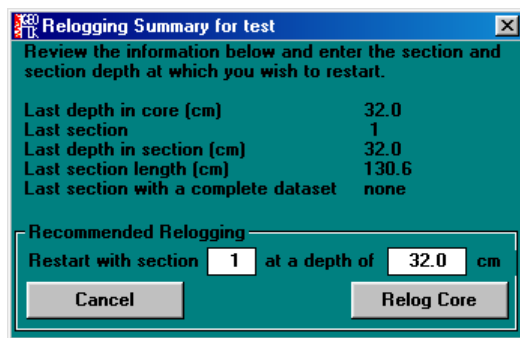 Relogging Summary for test
Review the information below and enter the section and
section depth at which you wish to restart.
Last depth in core (cm) 32.0
Last section 1
Last depth in section (cm) 32.0
Last section length (cm) 130.6
Last section with a complete dataset none
Recommended Relogging
Restart with section 1 at a depth of 32.0 cm
Cancel Relog Core